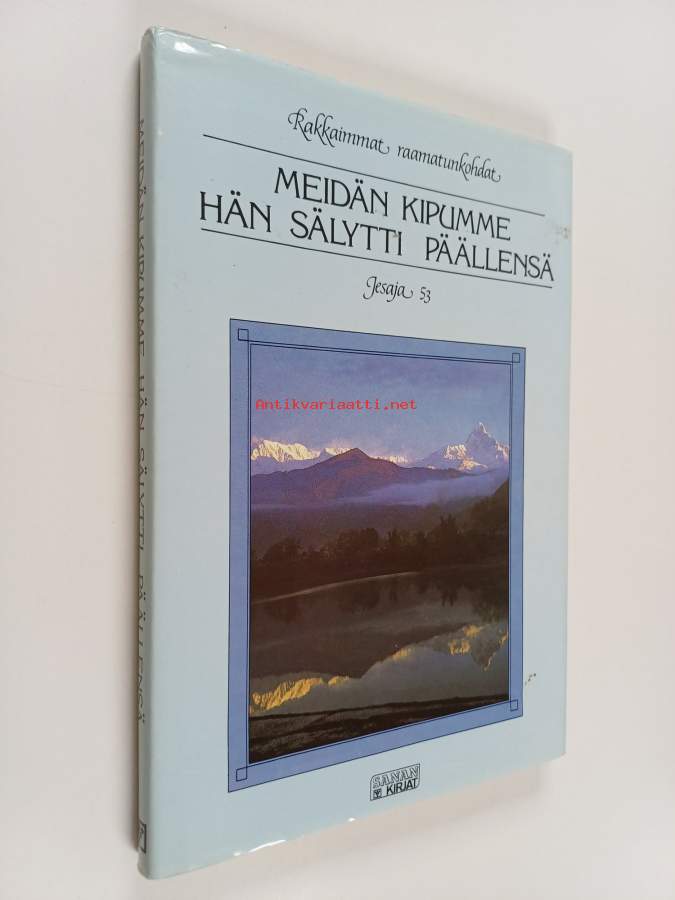 Rakkaimmat raamatunkohdat
MEIDÄN KIPUMME
HÄN SÄLYTTI PÄÄLLENSÄ
Jesaja 53
Antikvariaatti.net
SANAN
KIRJAT
MEIDÄN KIPUMME HÄN SÄLYTTI PÄÄLLENSÄ